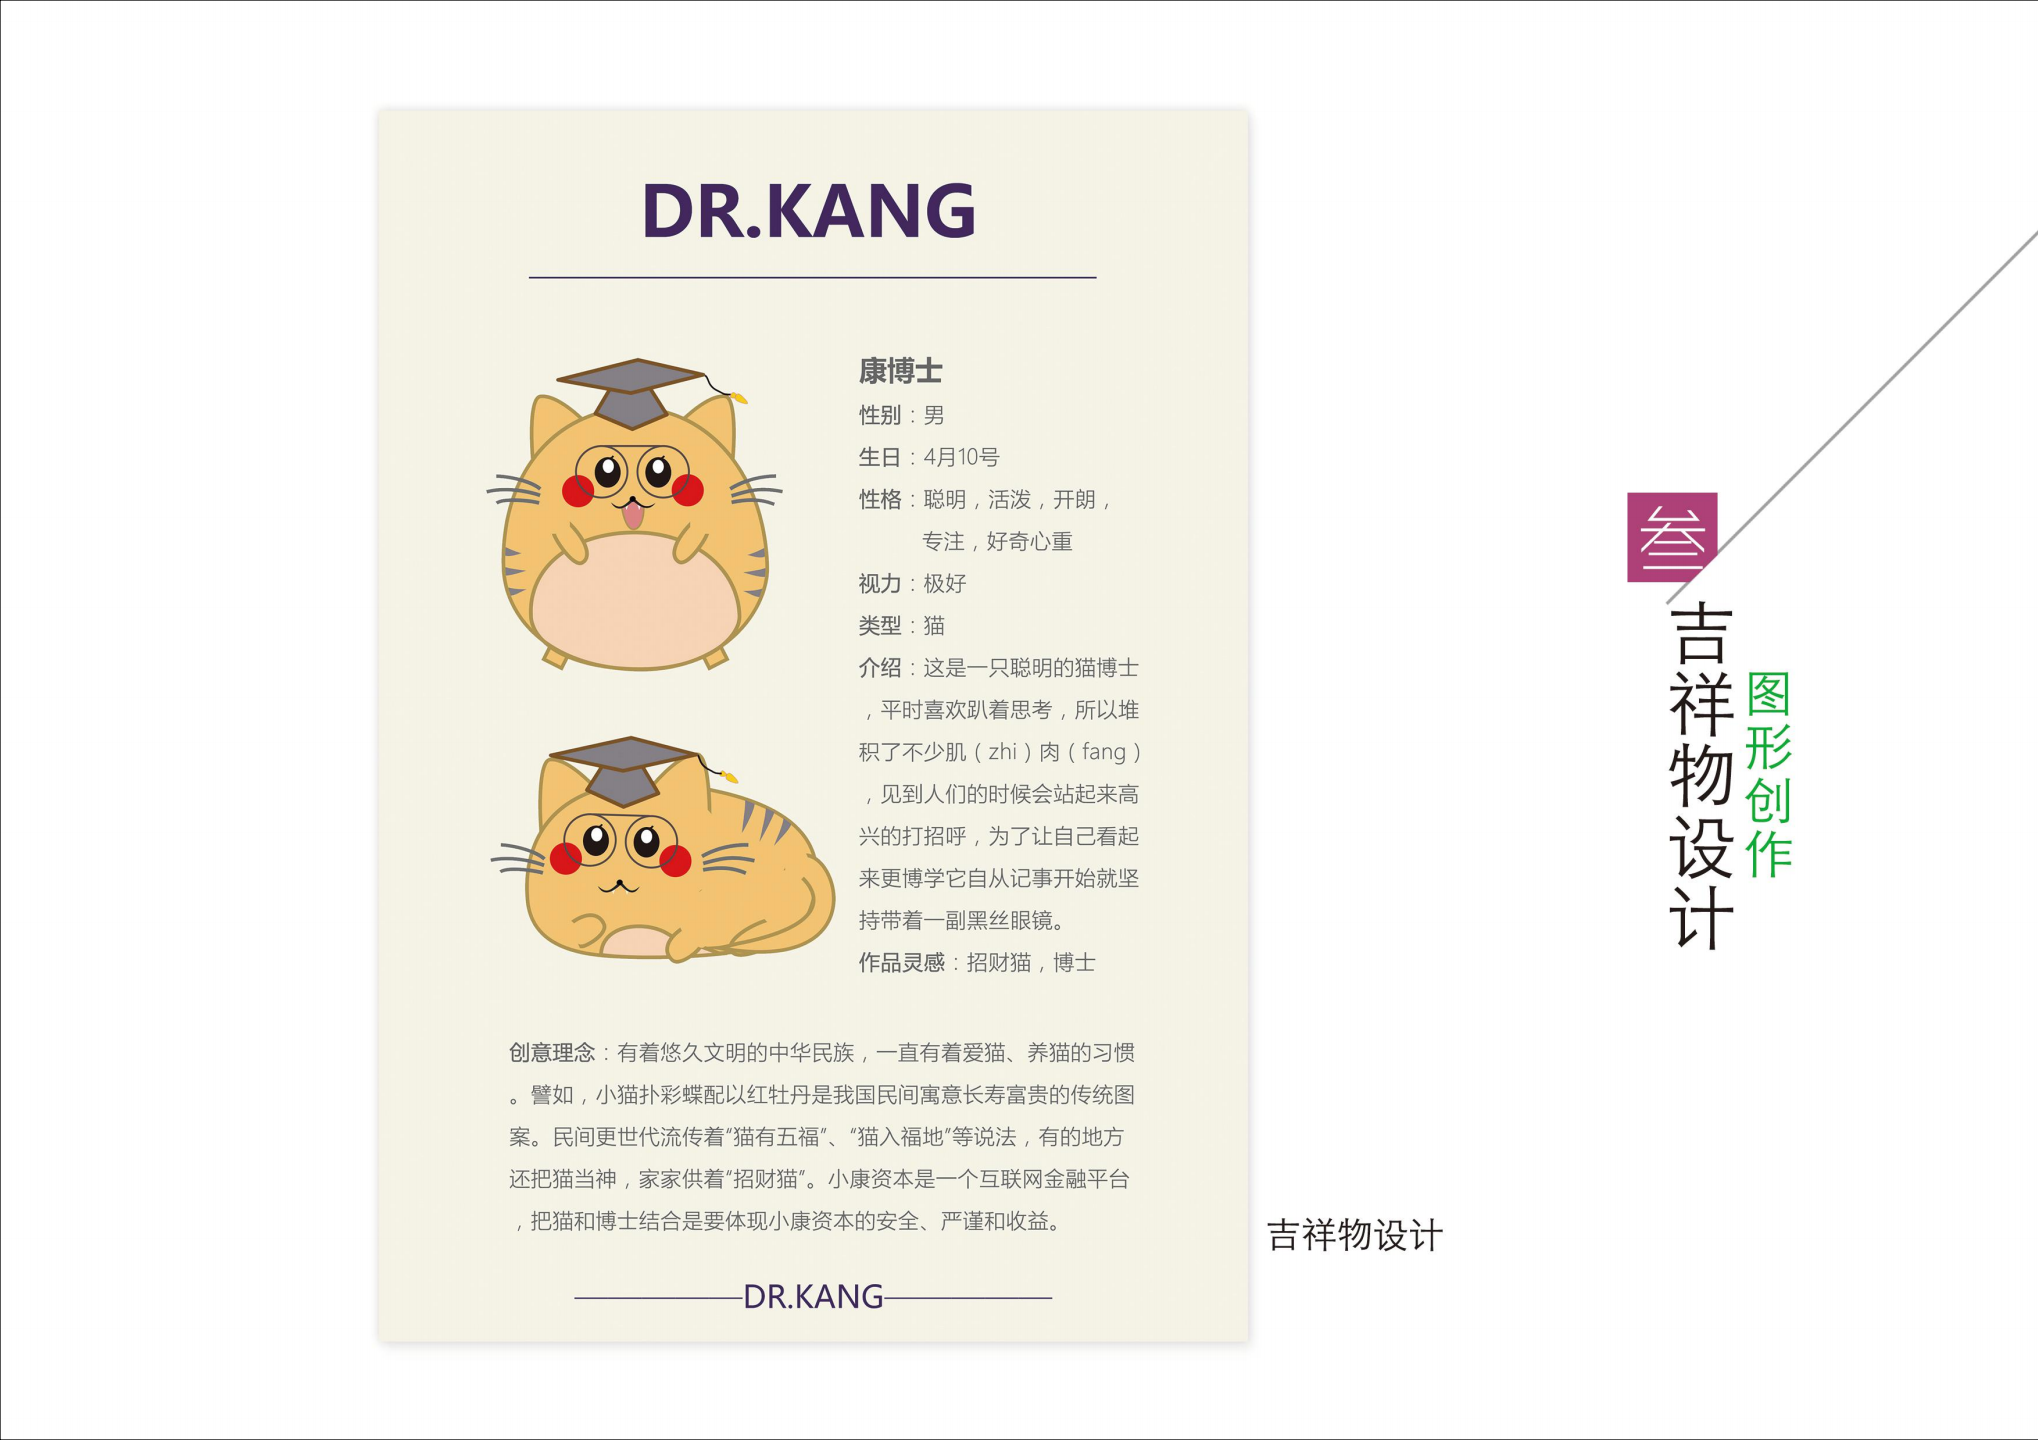 DR.KANG
康博士
性别：男
生日：4月10号
性格：聪明，活泼，开朗，
专注，好奇心重
视力：极好
类型：猫
介绍：这是一只聪明的猫博士
，平时喜欢趴着思考，所以堆
积了不少肌（zhi）肉（fang）
，见到人们的时候会站起来高
兴的打招呼，为了让自己看起
来更博学它自从记事开始就坚
持带着一副黑丝眼镜。
作品灵感：招财猫，博士
创意理念：有着悠久文明的中华民族，一直有着爱猫、养猫的习惯
。譬如，小猫扑彩蝶配以红牡丹是我国民间寓意长寿富贵的传统图
案。民间更世代流传着“猫有五福”、“猫入福地”等说法，有的地方
还把猫当神，家家供着“招财猫”。小康资本是一个互联网金融平台
，把猫和博士结合是要体现小康资本的安全、严谨和收益。
DR.KANG
吉祥物设计
叁
吉祥物设计
图形创作